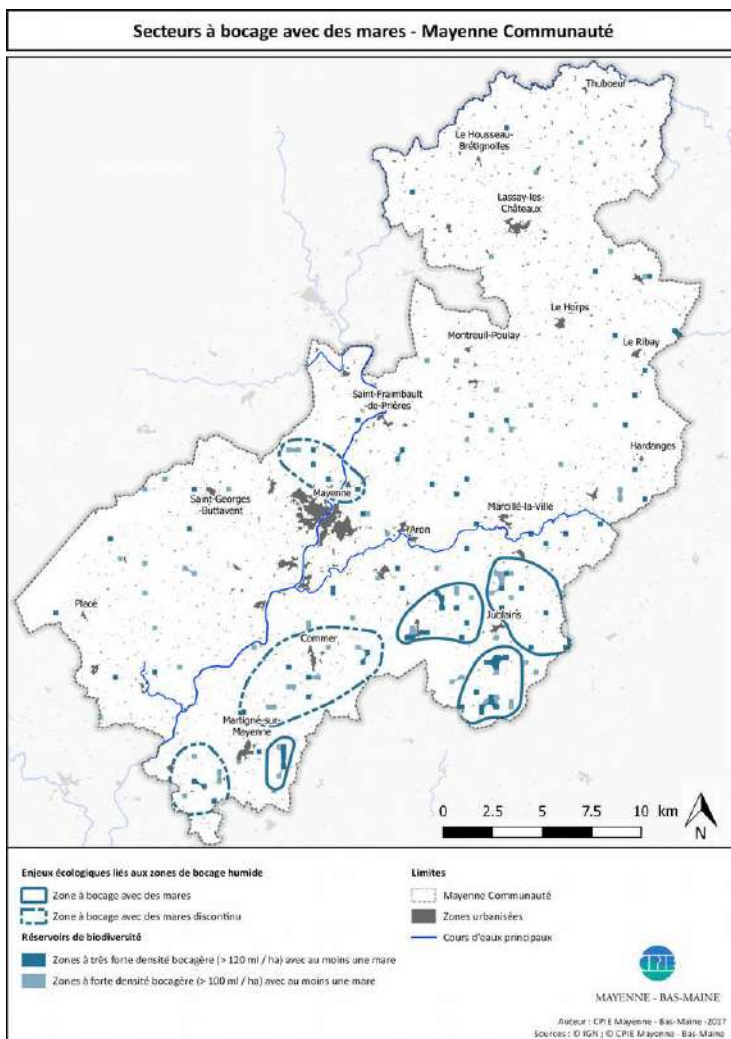 Secteurs à bocage avec des mares - Mayenne Communauté
Thuboeuf
Le Housseau-
Brétignolles
Lassay-les-
Châteaux
Le Horps
Montreuil-Poulay
Le Ribay
Saint-Fraimbault
-de-Prières
Hardanges
Mayenne
Saint-Georges
-Buttavent
Marcillé-la-Ville
Aron
Placé
Jublains
Commer
Martigné-sur-
Mayenne
0 2.5 5 7.5 10 km
N
Enjeux écologiques liés aux zones de bocage humide
Zone à bocage avec des mares
Zone à bocage avec des mares discontinu
Réservoirs de biodiversité
Zones à très forte densité bocagère (> 120 ml / ha) avec au moins une mare
Zones à forte densité bocagère (> 100 ml / ha) avec au moins une mare
Limites
Mayenne Communauté
Zones urbanisées
Cours d'eaux principaux
CPIE
MAYENNE - BAS-MAINE
Auteur : CPIE Mayenne - Bas-Maine -2017
Sources : © IGN ; © CPIE Mayenne - Bas-Maine